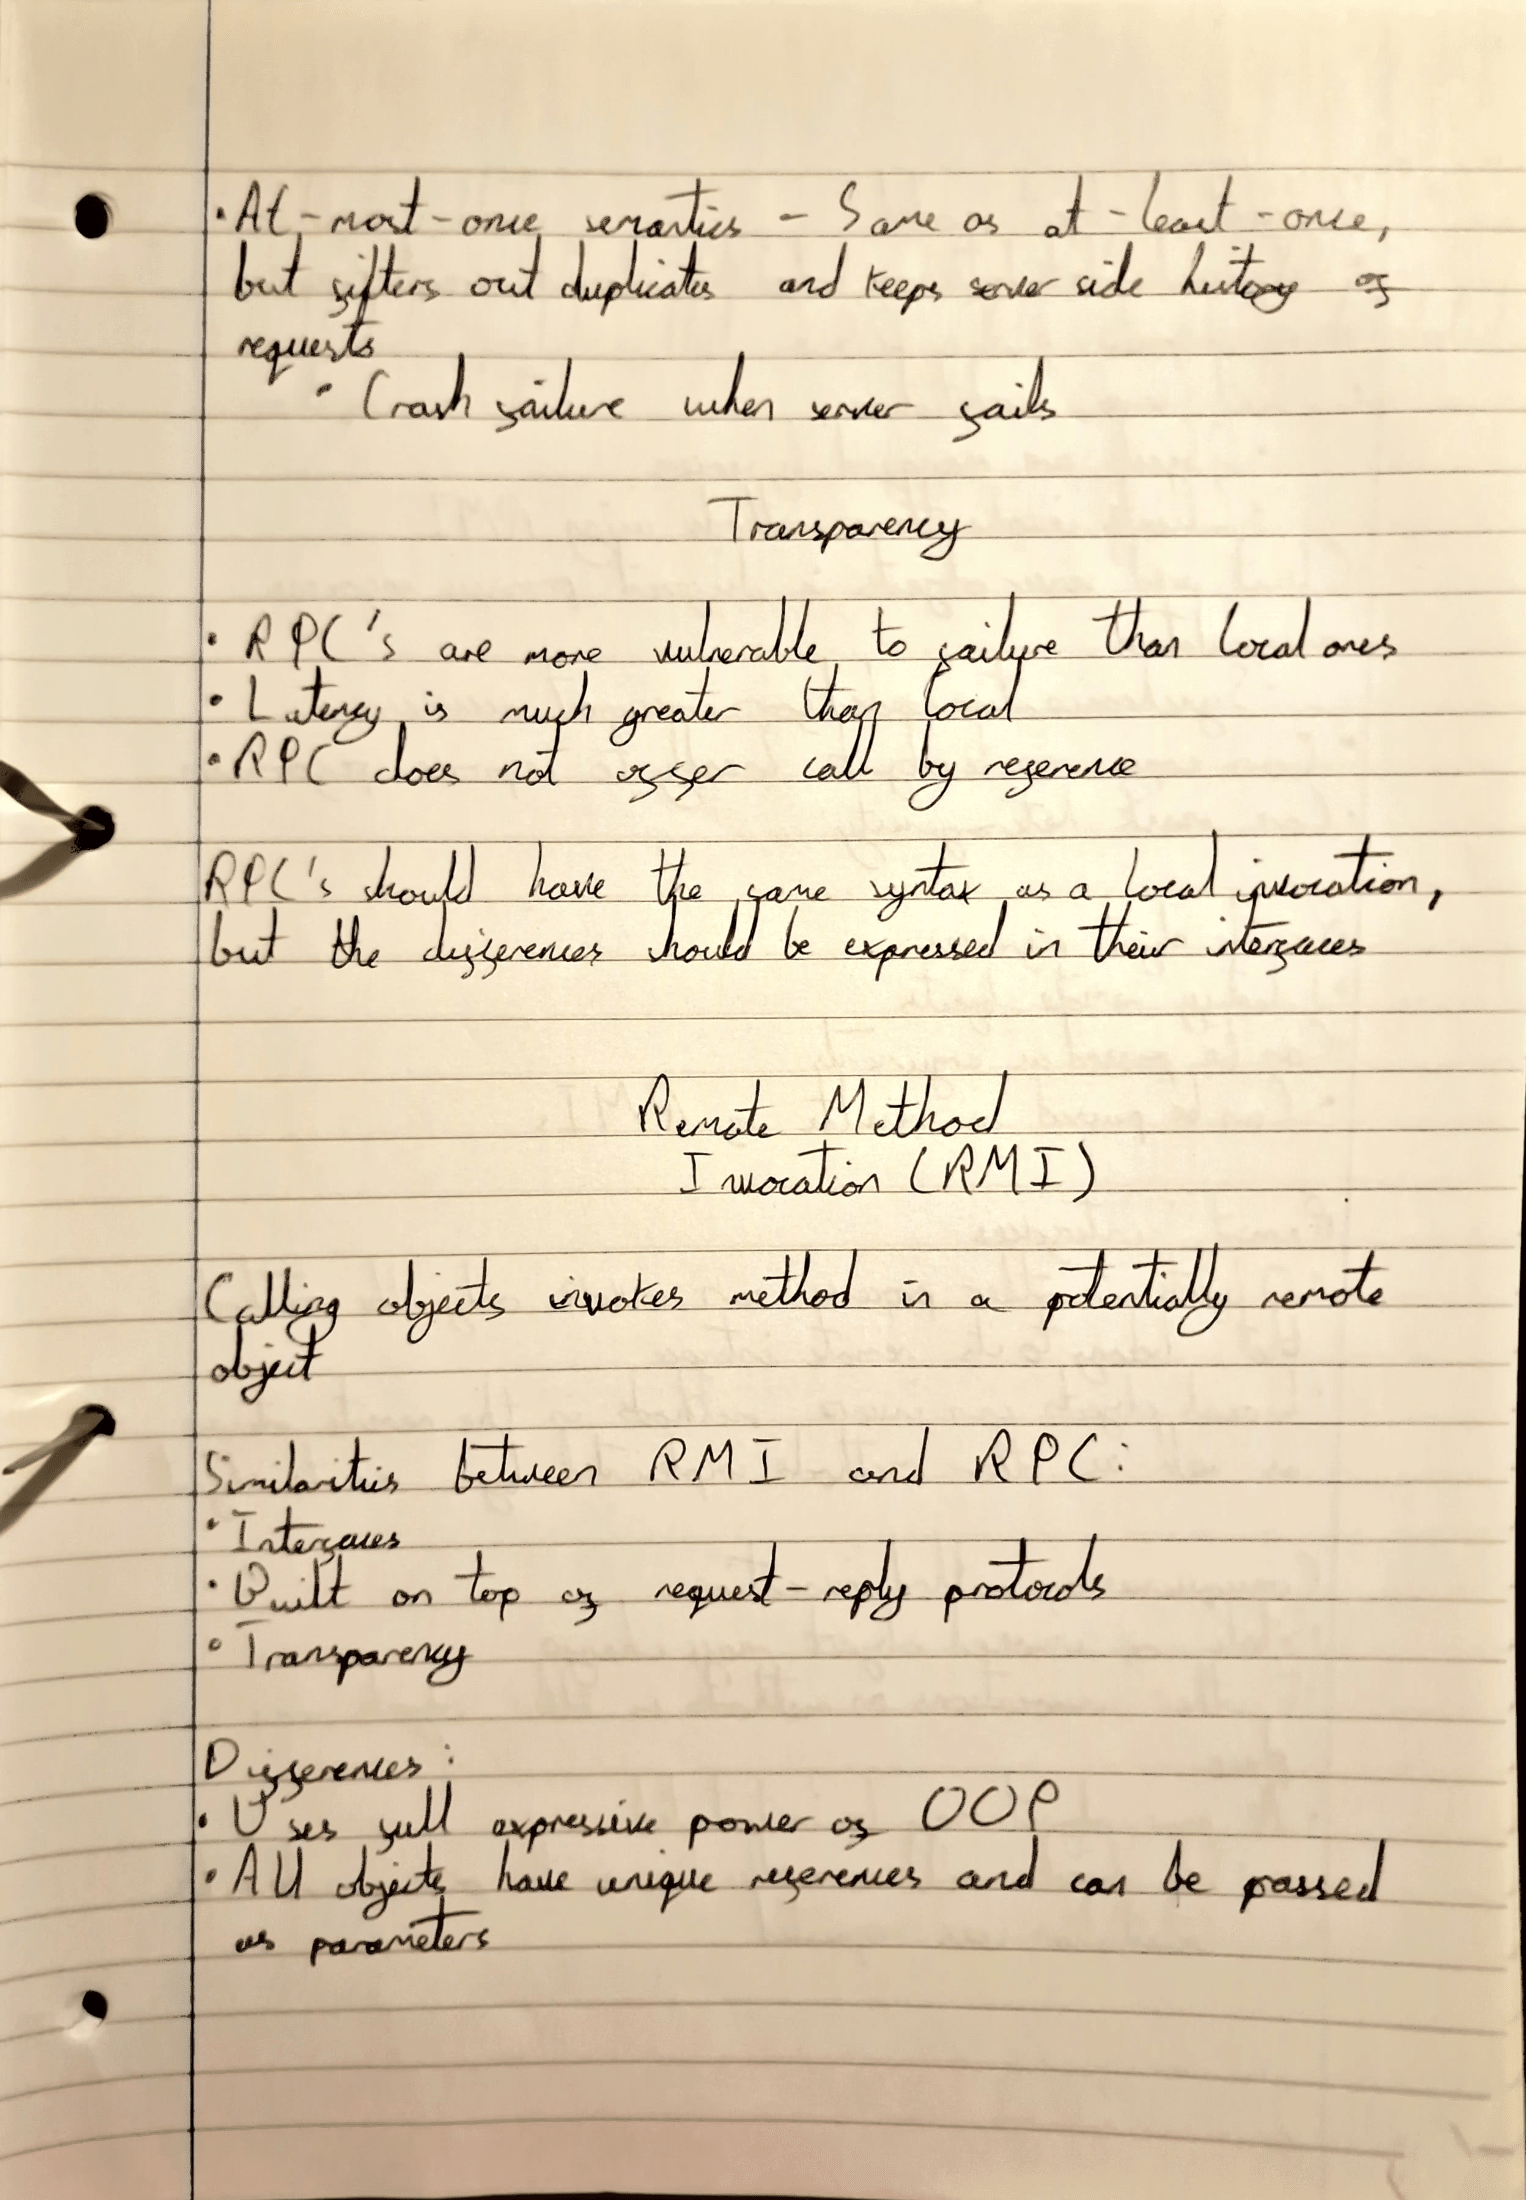 • At-most-once semantics - Same as at-least-once,
but filters out duplicates and keeps server side history of
requests
• Crash failure when server fails
Transparency
• RPC's are more vulnerable to failure than local ones
• Latency is much greater than local
• RPC does not offer call by reference
RPC's should have the same syntax as a local invocation,
but the differences should be expressed in their interfaces
Remote Method
Invocation (RMI)
Calling objects invokes method in a potentially remote
object
Similarities between RMI and RPC:
• Interfaces
• Built on top of request-reply protocols
• Transparency
Differences:
• Uses full expressive power of OOP
• All objects have unique references and can be passed
as parameters